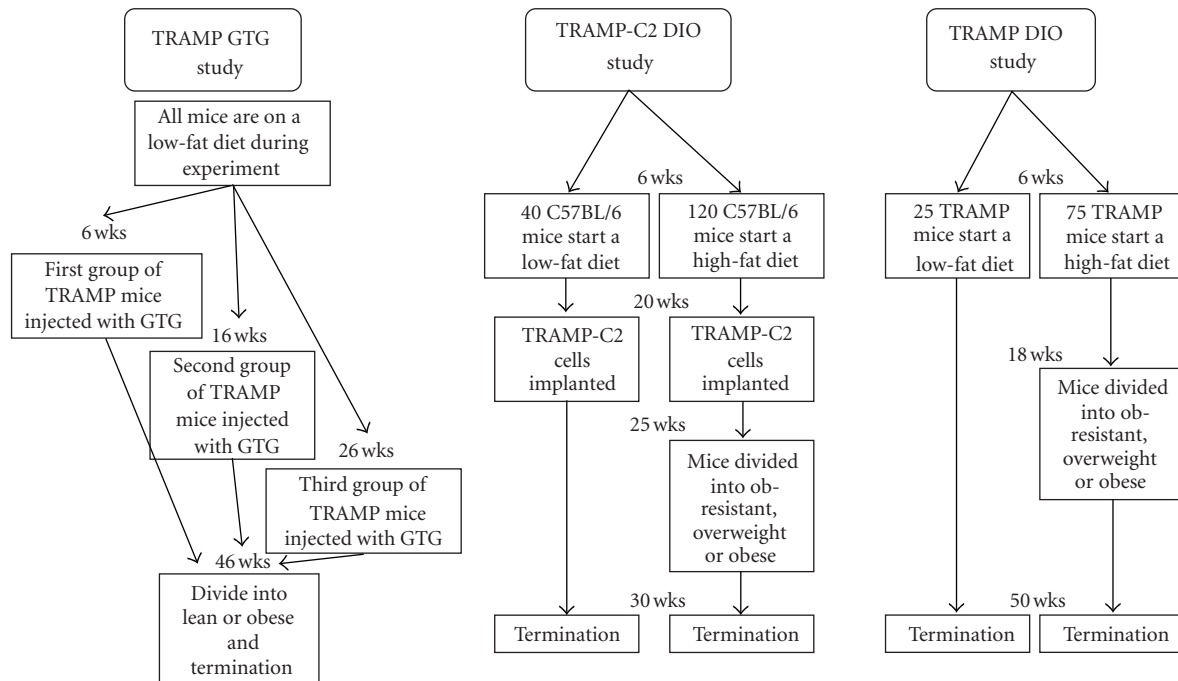 TRAMP GTG
study
All mice are on a
low-fat diet during
experiment
6 wks
First group of
TRAMP mice
injected with GTG
16 wks
Second group
of TRAMP
mice injected
with GTG
26 wks
Third group of
TRAMP mice
injected with GTG
46 wks
Divide into
lean or obese
and
termination
TRAMP-C2 DIO
study
6 wks
40 C57BL/6
mice start a
low-fat diet
120 C57BL/6
mice start a
high-fat diet
20 wks
TRAMP-C2
cells
implanted
TRAMP-C2
cells
implanted
25 wks
Mice divided
into ob-
resistant,
overweight
or obese
30 wks
Termination
Termination
TRAMP DIO
study
6 wks
25 TRAMP
mice start a
low-fat diet
75 TRAMP
mice start a
high-fat diet
18 wks
Mice divided
into ob-
resistant,
overweight
or obese
50 wks
Termination
Termination